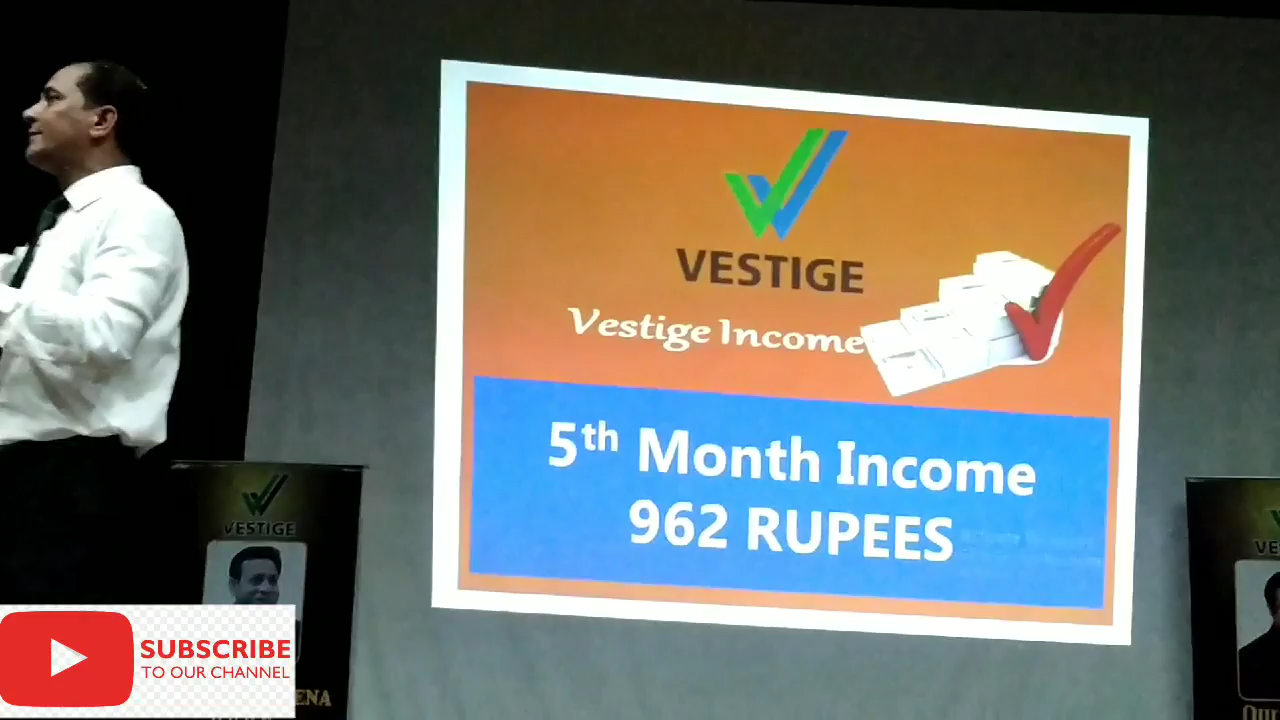 VESTIGE
Vestige Income
5th Month Income
962 RUPEES
VESTIGE
SUBSCRIBE
TO OUR CHANNEL